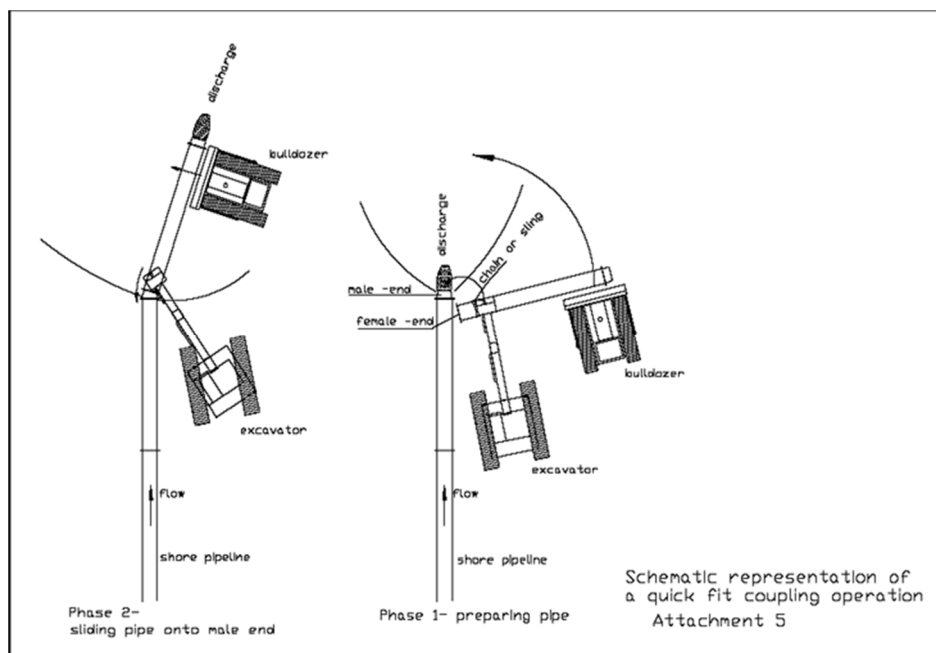 discharge
bulldozer
excavator
flow
shore pipeline
Phase 2-
sliding pipe onto male end
discharge
chain or sling
male -end
female -end
bulldozer
excavator
flow
shore pipeline
Phase 1- preparing pipe
Schematic representation of
a quick fit coupling operation
Attachment 5